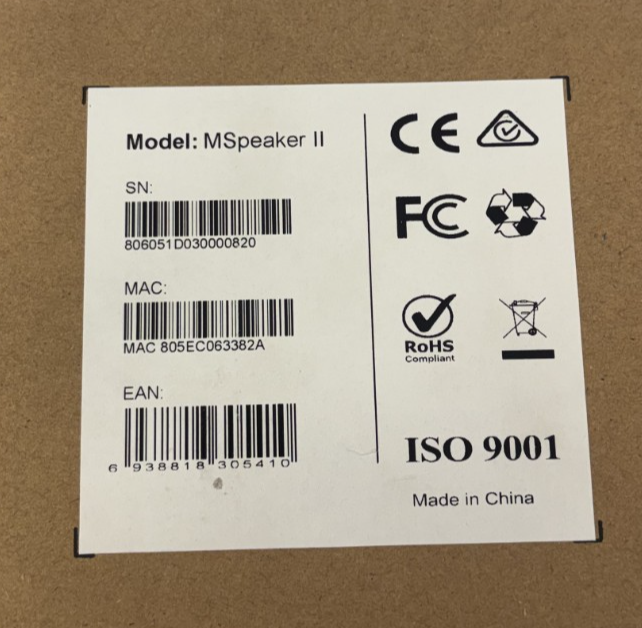 Model: MSpeaker II
SN:
806051D030000820
MAC:
MAC 805EC063382A
EAN:
6 938818 305410
CE
FC
RoHS
Compliant
ISO 9001
Made in China